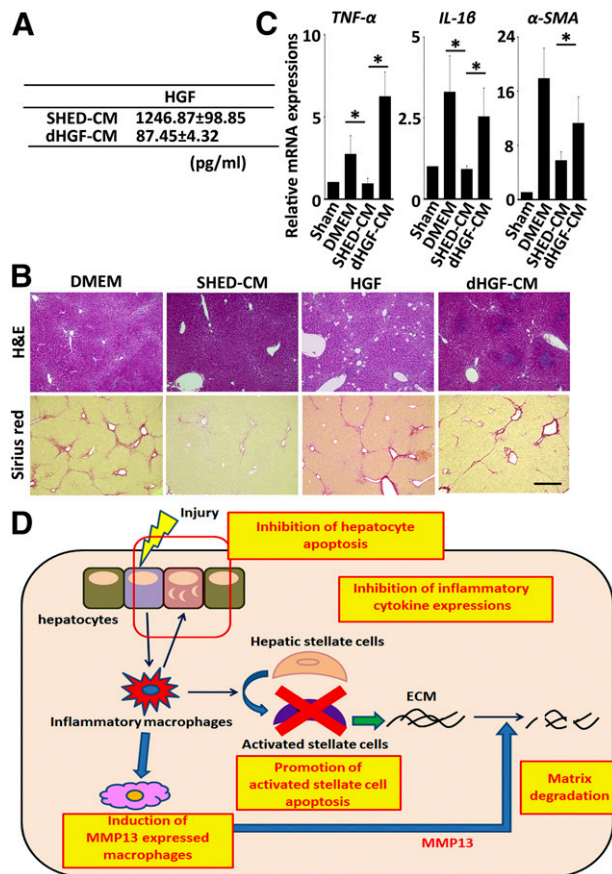 A
HGF
SHED-CM 1246.87±98.85
dHGF-CM 87.45±4.32
(pg/ml)
C
TNF-α IL-1β α-SMA
Relative mRNA expressions
10
5
0
5
2.5
0
24
16
8
0
* * * * *
Sham
DMEM
SHED-CM
dHGF-CM
Sham
DMEM
SHED-CM
dHGF-CM
Sham
DMEM
SHED-CM
dHGF-CM
B
DMEM SHED-CM HGF dHGF-CM
H&E
Sirius red
D
Injury
Inhibition of hepatocyte
apoptosis
Inhibition of inflammatory
cytokine expressions
hepatocytes
Hepatic stellate cells
ECM
Inflammatory macrophages
Activated stellate cells
Promotion of
activated stellate cell
apoptosis
Matrix
degradation
Induction of
MMP13 expressed
macrophages
MMP13